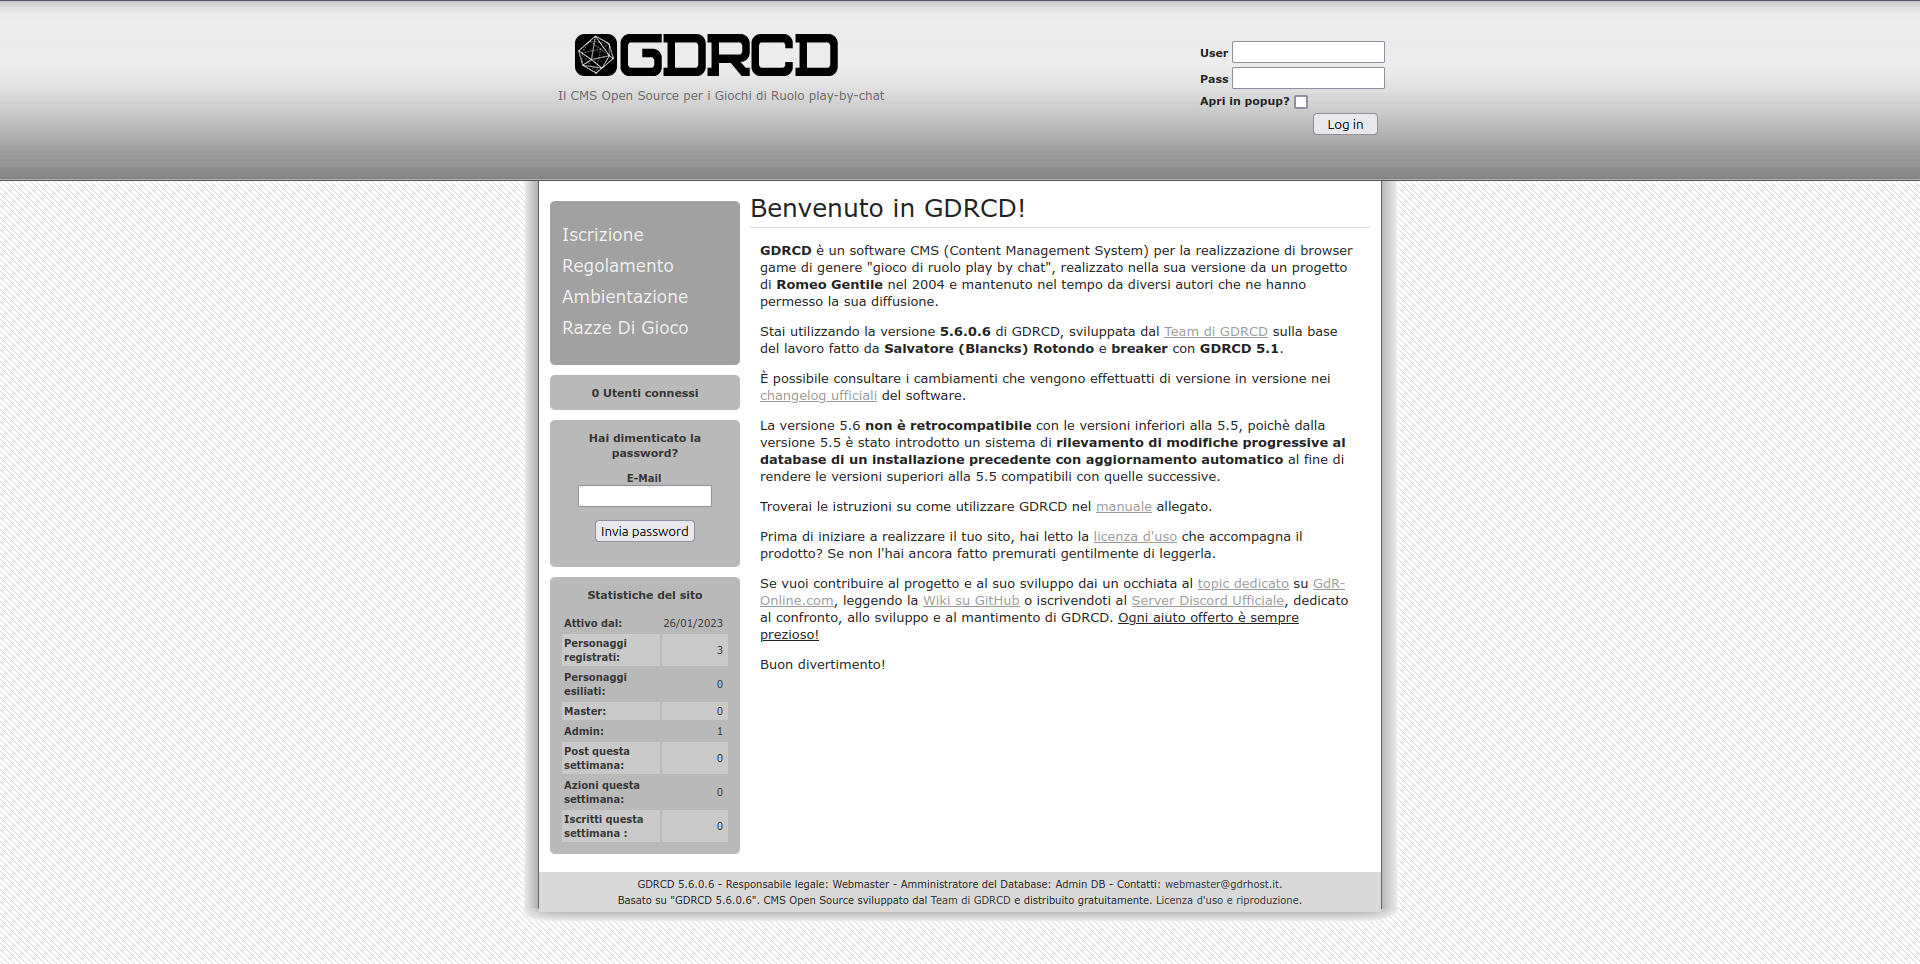 GDRCD
Il CMS Open Source per i Giochi di Ruolo play-by-chat
User
Pass
Apri in popup?
Log in
Iscrizione
Regolamento
Ambientazione
Razze Di Gioco
0 Utenti connessi
Hai dimenticato la
password?
E-Mail
Invia password
Statistiche del sito
Attivo dal: 26/01/2023
Personaggi
registrati: 3
Personaggi
esiliati: 0
Master: 0
Admin: 1
Post questa
settimana: 0
Azioni questa
settimana: 0
Iscritti questa
settimana : 0
Benvenuto in GDRCD!
GDRCD è un software CMS (Content Management System) per la realizzazione di browser
game di genere "gioco di ruolo play by chat", realizzato nella sua versione da un progetto
di Romeo Gentile nel 2004 e mantenuto nel tempo da diversi autori che ne hanno
permesso la sua diffusione.
Stai utilizzando la versione 5.6.0.6 di GDRCD, sviluppata dal Team di GDRCD sulla base
del lavoro fatto da Salvatore (Blancks) Rotondo e breaker con GDRCD 5.1.
È possibile consultare i cambiamenti che vengono effettuatti di versione in versione nei
changelog ufficiali del software.
La versione 5.6 non è retrocompatibile con le versioni inferiori alla 5.5, poichè dalla
versione 5.5 è stato introdotto un sistema di rilevamento di modifiche progressive al
database di un installazione precedente con aggiornamento automatico al fine di
rendere le versioni superiori alla 5.5 compatibili con quelle successive.
Troverai le istruzioni su come utilizzare GDRCD nel manuale allegato.
Prima di iniziare a realizzare il tuo sito, hai letto la licenza d'uso che accompagna il
prodotto? Se non l'hai ancora fatto premurati gentilmente di leggerla.
Se vuoi contribuire al progetto e al suo sviluppo dai un occhiata al topic dedicato su GdR-
Online.com, leggendo la Wiki su GitHub o iscrivendoti al Server Discord Ufficiale, dedicato
al confronto, allo sviluppo e al mantimento di GDRCD. Ogni aiuto offerto è sempre
prezioso!
Buon divertimento!
GDRCD 5.6.0.6 - Responsabile legale: Webmaster - Amministratore del Database: Admin DB - Contatti: webmaster@gdrhost.it.
Basato su "GDRCD 5.6.0.6". CMS Open Source sviluppato dal Team di GDRCD e distribuito gratuitamente. Licenza d'uso e riproduzione.